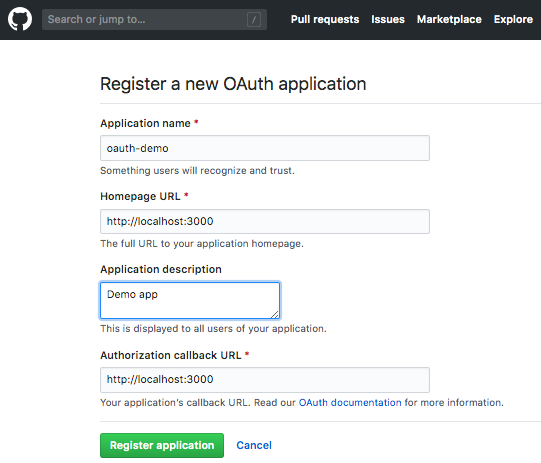 Search or jump to... /
Pull requests Issues Marketplace Explore
Register a new OAuth application
Application name *
oauth-demo
Something users will recognize and trust.
Homepage URL *
http://localhost:3000
The full URL to your application homepage.
Application description
Demo app
This is displayed to all users of your application.
Authorization callback URL *
http://localhost:3000
Your application's callback URL. Read our OAuth documentation for more information.
Register application Cancel